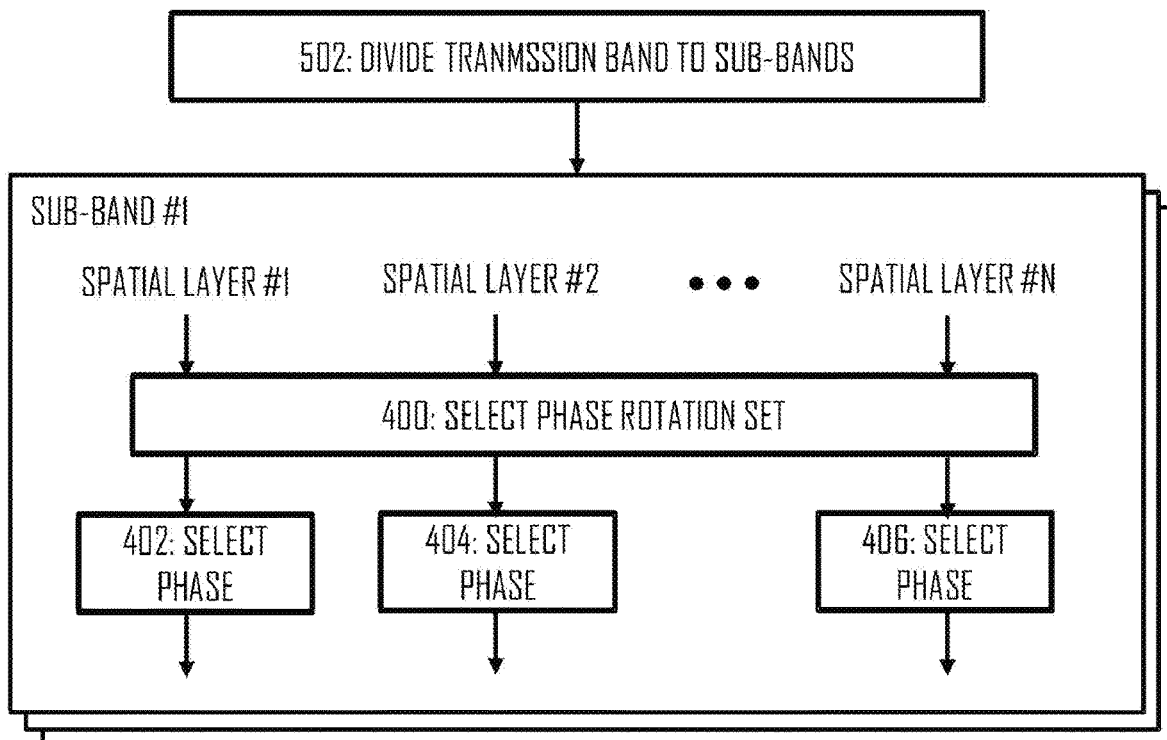 502: DIVIDE TRANMSSION BAND TO SUB-BANDS
SUB-BAND #1
SPATIAL LAYER #1
SPATIAL LAYER #2
SPATIAL LAYER #N
400: SELECT PHASE ROTATION SET
402: SELECT
PHASE
404: SELECT
PHASE
406: SELECT
PHASE